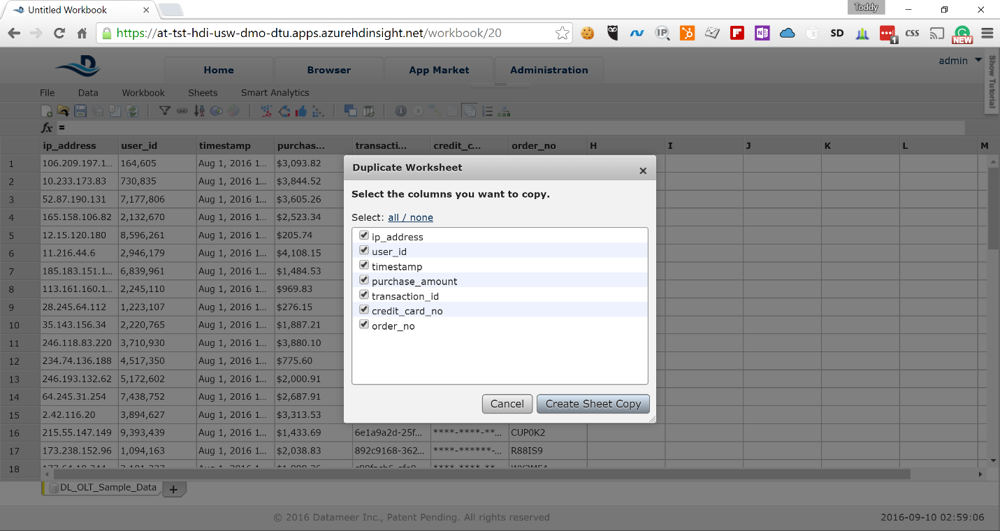 Untitled Workbook
Toddy
https://at-tst-hdi-usw-dmo-dtu.apps.azurehdinsight.net/workbook/20
IP
SD
1
CSS
NEW
D
Home Browser App Market Administration
admin
Show Tutorial
File Data Workbook Sheets Smart Analytics
fx =
ip_address user_id timestamp purchas... transacti... credit_c... order_no H I J K L M
1 106.209.197.1... 164,605 Aug 1, 2016 1... $3,093.82
2 10.233.173.83 730,835 Aug 1, 2016 1... $3,844.52
3 52.87.190.131 7,177,806 Aug 1, 2016 1... $3,605.26
4 165.158.106.82 2,132,670 Aug 1, 2016 1... $2,523.34
5 12.15.120.180 8,596,261 Aug 1, 2016 1... $205.74
6 11.216.44.6 2,946,179 Aug 1, 2016 1... $4,108.15
7 185.183.151.1... 6,839,961 Aug 1, 2016 1... $1,484.53
8 113.161.160.1... 2,245,110 Aug 1, 2016 1... $969.83
9 28.245.64.112 1,223,107 Aug 1, 2016 1... $276.15
10 35.143.156.34 2,220,765 Aug 1, 2016 1... $1,887.21
11 246.118.83.220 3,710,930 Aug 1, 2016 1... $3,880.10
12 234.74.136.188 4,517,350 Aug 1, 2016 1... $775.60
13 246.193.132.62 5,172,602 Aug 1, 2016 1... $2,000.91
14 64.245.31.254 7,438,752 Aug 1, 2016 1... $2,687.91
15 2.42.116.20 3,894,627 Aug 1, 2016 1... $3,313.53
16 215.55.147.149 9,393,439 Aug 1, 2016 1... $1,433.69 6e1a9a2d-25f... ****-****-**... CUP0K2
17 173.238.152.96 1,094,163 Aug 1, 2016 1... $2,038.83 892c9168-362... ****-******-... R88IS9
18
Duplicate Worksheet
Select the columns you want to copy.
Select: all / none
ip_address
user_id
timestamp
purchase_amount
transaction_id
credit_card_no
order_no
Cancel Create Sheet Copy
DL_OLT_Sample_Data +
© 2016 Datameer Inc., Patent Pending. All rights reserved
2016-09-10 02:59:06